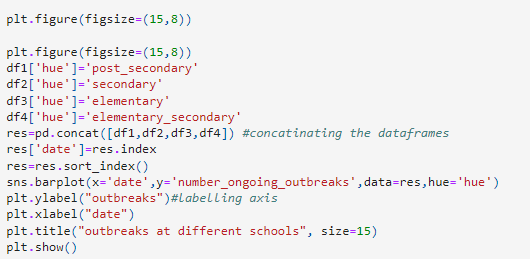 plt.figure(figsize=(15,8))
plt.figure(figsize=(15,8))
df1['hue']='post_secondary'
df2['hue']='secondary'
df3['hue']='elementary'
df4['hue']='elementary_secondary'
res=pd.concat([df1,df2,df3,df4]) #concatinating the dataframes
res['date']=res.index
res=res.sort_index()
sns.barplot(x='date',y='number_ongoing_outbreaks',data=res,hue='hue')
plt.ylabel("outbreaks")#labelling axis
plt.xlabel("date")
plt.title("outbreaks at different schools", size=15)
plt.show()